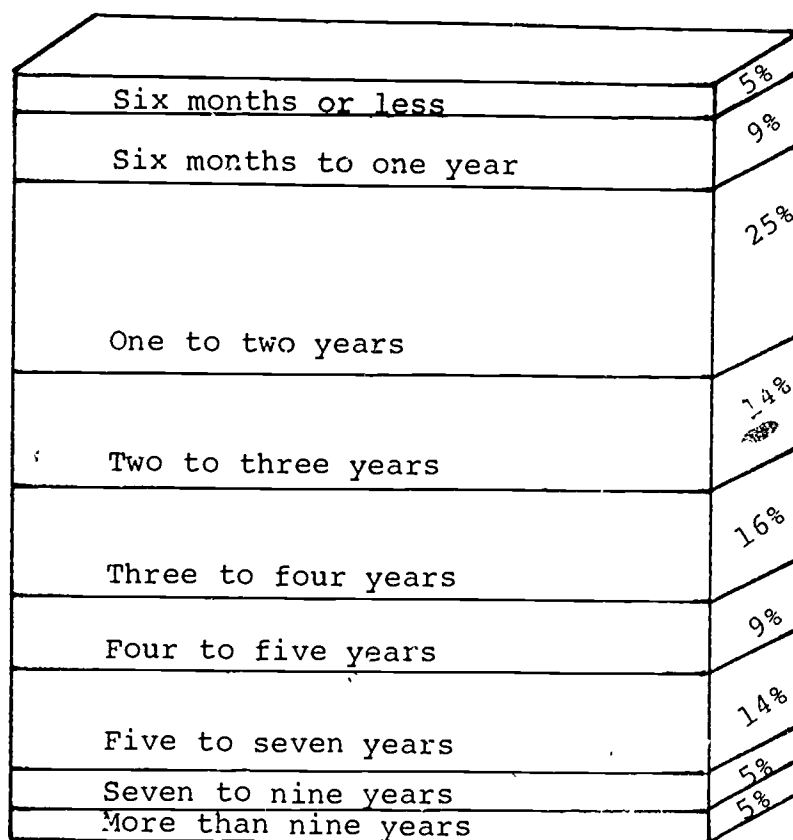 Six months or less 5%
Six months to one year 9%
One to two years 25%
Two to three years 14%
Three to four years 16%
Four to five years 9%
Five to seven years 14%
Seven to nine years 5%
More than nine years 5%